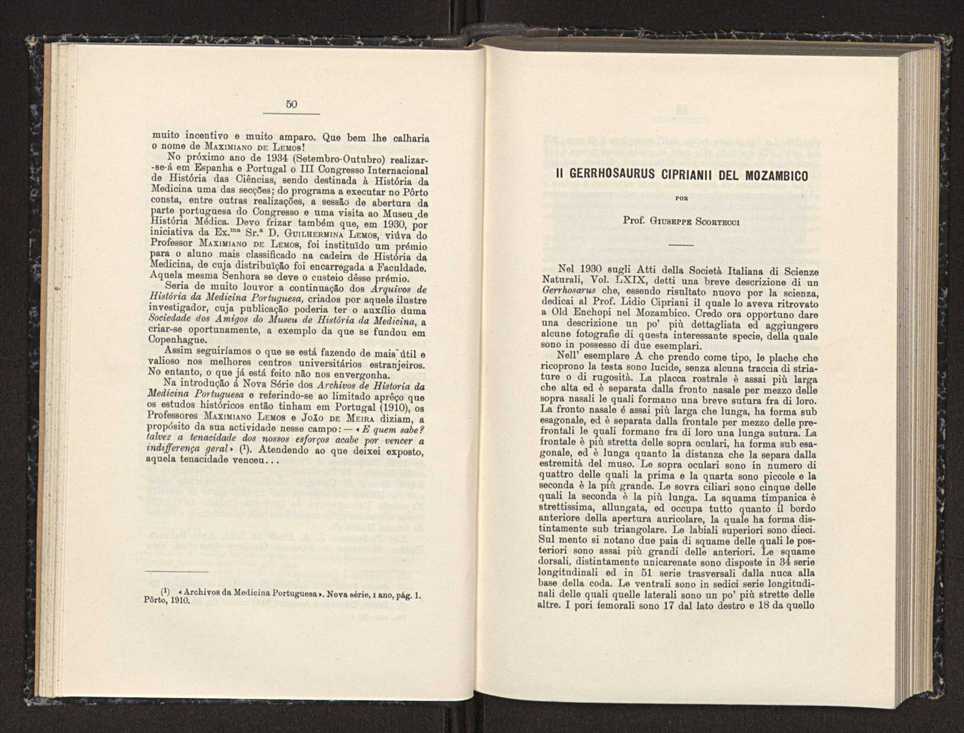 50
muito incentivo e muito amparo. Que bem lhe calharia
o nome de MAXIMIANO DE LEMOS!
No próximo ano de 1934 (Setembro-Outubro) realizar-
-se-á em Espanha e Portugal o III Congresso Internacional
de História das Ciências, sendo destinada à História da
Medicina uma das secções; do programa a executar no Pôrto
consta, entre outras realizações, a sessão de abertura da
parte portuguesa do Congresso e uma visita ao Museu de
História Médica. Devo frizar também que, em 1930, por
iniciativa da Ex.ma Sr.ª D. GUILHERMINA LEMOS, viúva do
Professor MAXIMIANO DE LEMOS, foi instituído um prémio
para o aluno mais classificado na cadeira de História da
Medicina, de cuja distribuição foi encarregada a Faculdade.
Aquela mesma Senhora se deve o custeio dêsse prémio.
Seria de muito louvor a continuação dos Arquivos de
História da Medicina Portuguesa, criados por aquele ilustre
investigador, cuja publicação poderia ter o auxílio duma
Sociedade dos Amigos do Museu de História da Medicina, a
criar-se oportunamente, a exemplo da que se fundou em
Copenhague.
Assim seguiríamos o que se está fazendo de mais útil e
valioso nos melhores centros universitários estranjeiros.
No entanto, o que já está feito não nos envergonha.
Na introdução á Nova Série dos Archivos de Historia da
Medicina Portuguesa e referindo-se ao limitado aprêço que
os estudos históricos então tinham em Portugal (1910), os
Professores MAXIMIANO LEMOS e JOÃO DE MEIRA diziam, a
propósito da sua actividade nesse campo: — «E quem sabe?
talvez a tenacidade dos nossos esforços acabe por vencer a
indifferença geral» (¹). Atendendo ao que deixei exposto,
aquela tenacidade venceu...
(¹) «Archivos da Medicina Portuguesa». Nova série, I ano, pág. 1.
Pôrto, 1910.
II GERRHOSAURUS CIPRIANII DEL MOZAMBICO
POR
Prof. GIUSEPPE SCORTECCI
Nel 1930 sugli Atti della Società Italiana di Scienze
Naturali, Vol. LXIX, detti una breve descrizione di un
Gerrhosarus che, essendo risultato nuovo per la scienza,
dedicai al Prof. Lidio Cipriani il quale lo aveva ritrovato
a Old Enchopi nel Mozambico. Credo ora opportuno dare
una descrizione un po' più dettagliata ed aggiungere
alcune fotografie di questa interessante specie, della quale
sono in possesso di due esemplari.
Nell' esemplare A che prendo come tipo, le plache che
ricoprono la testa sono lucide, senza alcuna traccia di stria-
ture o di rugosità. La placca rostrale è assai più larga
che alta ed è separata dalla fronto nasale per mezzo delle
sopra nasali le quali formano una breve sutura fra di loro.
La fronto nasale é assai più larga che lunga, ha forma sub
esagonale, ed è separata dalla frontale per mezzo delle pre-
frontali le quali formano fra di loro una lunga sutura. La
frontale è più stretta delle sopra oculari, ha forma sub esa-
gonale, ed è lunga quanto la distanza che la separa dalla
estremità del muso. Le sopra oculari sono in numero di
quattro delle quali la prima e la quarta sono piccole e la
seconda è la più grande. Le sovra ciliari sono cinque delle
quali la seconda è la più lunga. La squama timpanica è
strettissima, allungata, ed occupa tutto quanto il bordo
anteriore della apertura auricolare, la quale ha forma dis-
tintamente sub triangolare. Le labiali superiori sono dieci.
Sul mento si notano due paia di squame delle quali le pos-
teriori sono assai più grandi delle anteriori. Le squame
dorsali, distintamente unicarenate sono disposte in 34 serie
longitudinali ed in 51 serie trasversali dalla nuca alla
base della coda. Le ventrali sono in sedici serie longitudi-
nali delle quali quelle laterali sono un po' più strette delle
altre. I pori femorali sono 17 dal lato destro e 18 da quello